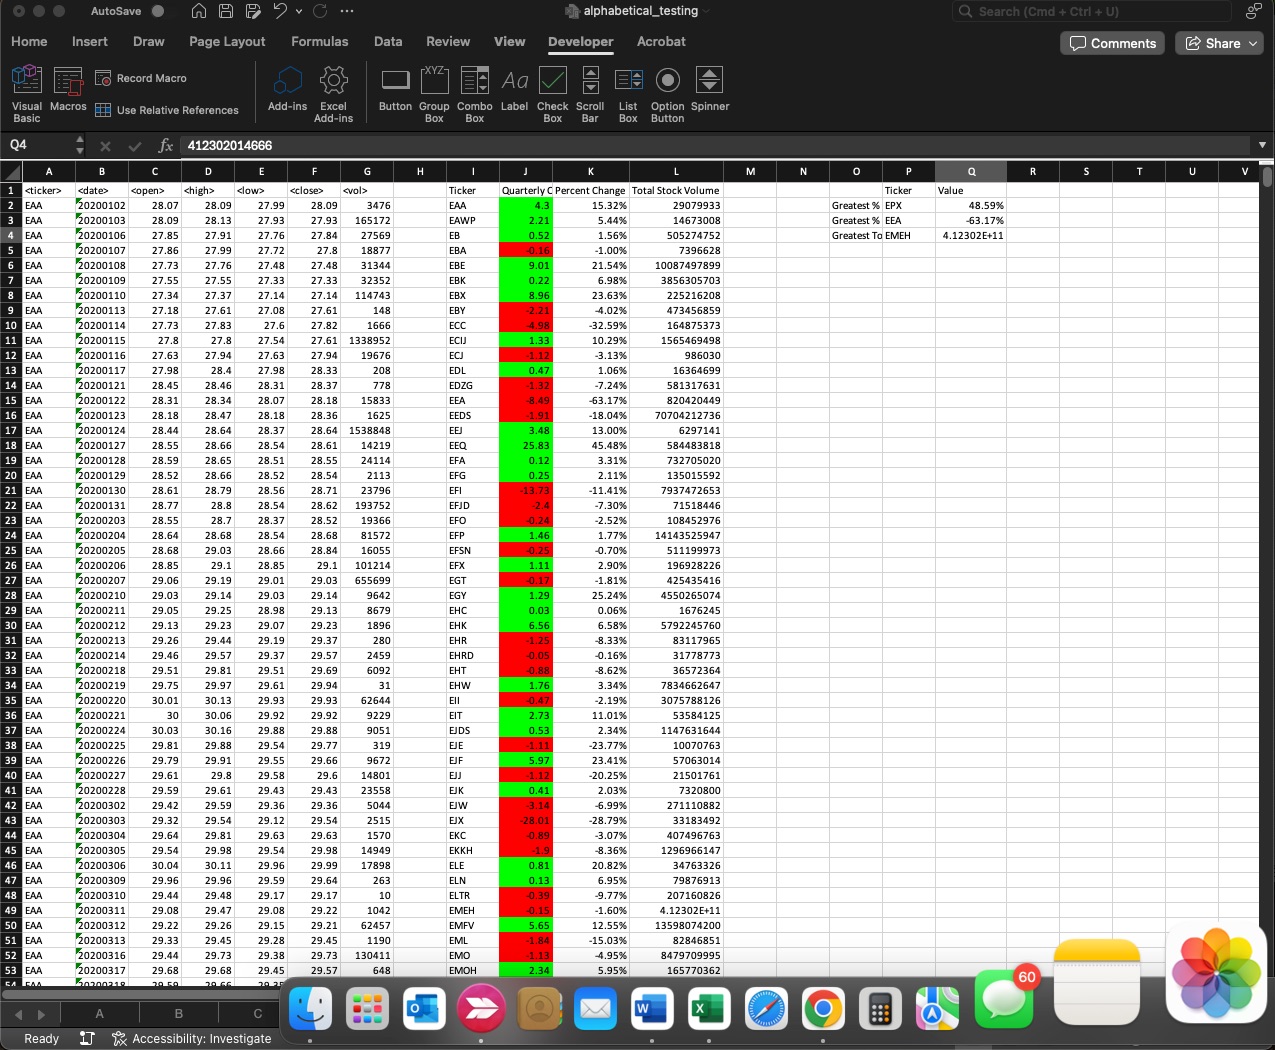 AutoSave
alphabetical_testing
Search (Cmd + Ctrl + U)
Home Insert Draw Page Layout Formulas Data Review View Developer Acrobat Comments Share
Visual Basic Macros Record Macro Use Relative References Add-ins Excel Add-ins Button XYZ Group Box Combo Box Aa Label Check Box Scroll Bar List Box Option Button Spinner
Q4 fx 412302014666
A B C D E F G H I J K L M N O P Q R S T U V
1 <ticker> <date> <open> <high> <low> <close> <vol> Ticker Quarterly C Percent Change Total Stock Volume Ticker Value
2 EAA 20200102 28.07 28.09 27.99 28.09 3476 EAA 4.3 15.32% 29079933 Greatest % EPX 48.59%
3 EAA 20200103 28.09 28.13 27.93 27.93 165172 EAWP 2.21 5.44% 14673008 Greatest % EEA -63.17%
4 EAA 20200106 27.85 27.91 27.76 27.84 27569 EB 0.52 1.56% 505274752 Greatest To EMEH 4.12302E+11
5 EAA 20200107 27.86 27.99 27.72 27.8 18877 EBA -0.16 -1.00% 7396628
6 EAA 20200108 27.73 27.76 27.48 27.48 31344 EBE 9.01 21.54% 10087497899
7 EAA 20200109 27.55 27.55 27.33 27.33 32352 EBK 0.22 6.98% 3856305703
8 EAA 20200110 27.34 27.37 27.14 27.14 114743 EBX 8.96 23.63% 225216208
9 EAA 20200113 27.18 27.61 27.08 27.61 148 EBY -2.21 -4.02% 473456859
10 EAA 20200114 27.73 27.83 27.6 27.82 1666 ECC -4.98 -32.59% 164875373
11 EAA 20200115 27.8 27.8 27.54 27.61 1338952 ECIJ 1.33 10.29% 1565469498
12 EAA 20200116 27.63 27.94 27.63 27.94 19676 ECJ -1.12 -3.13% 986030
13 EAA 20200117 27.98 28.4 27.98 28.33 208 EDL 0.47 1.06% 16364699
14 EAA 20200121 28.45 28.46 28.31 28.37 778 EDZG -1.32 -7.24% 581317631
15 EAA 20200122 28.31 28.34 28.07 28.18 15833 EEA -8.49 -63.17% 820420449
16 EAA 20200123 28.18 28.47 28.18 28.36 1625 EEDS -1.91 -18.04% 70704212736
17 EAA 20200124 28.44 28.64 28.37 28.64 1538848 EEJ 3.48 13.00% 6297141
18 EAA 20200127 28.55 28.66 28.54 28.61 14219 EEQ 25.83 45.48% 584483818
19 EAA 20200128 28.59 28.65 28.51 28.55 24114 EFA 0.12 3.31% 732705020
20 EAA 20200129 28.52 28.66 28.52 28.54 2113 EFG 0.25 2.11% 135015592
21 EAA 20200130 28.61 28.79 28.56 28.71 23796 EFI -13.73 -11.41% 7937472653
22 EAA 20200131 28.77 28.8 28.54 28.62 193752 EFJD -2.4 -7.30% 71518446
23 EAA 20200203 28.55 28.7 28.37 28.52 19366 EFO -0.24 -2.52% 108452976
24 EAA 20200204 28.64 28.68 28.54 28.68 81572 EFP 1.46 1.77% 14143525947
25 EAA 20200205 28.68 29.03 28.66 28.84 16055 EFSN -0.25 -0.70% 511199973
26 EAA 20200206 28.85 29.1 28.85 29.1 101214 EFX 1.11 2.90% 196928226
27 EAA 20200207 29.06 29.19 29.01 29.03 655699 EGT -0.17 -1.81% 425435416
28 EAA 20200210 29.03 29.14 29.03 29.14 9642 EGY 1.29 25.24% 4550265074
29 EAA 20200211 29.05 29.25 28.98 29.13 8679 EHC 0.03 0.06% 1676245
30 EAA 20200212 29.13 29.23 29.07 29.23 1896 EHK 6.56 6.58% 5792245760
31 EAA 20200213 29.26 29.44 29.19 29.37 280 EHR -1.25 -8.33% 83117965
32 EAA 20200214 29.46 29.57 29.37 29.57 2459 EHRD -0.05 -0.16% 31778773
33 EAA 20200218 29.51 29.81 29.51 29.69 6092 EHT -0.88 -8.62% 36572364
34 EAA 20200219 29.75 29.97 29.61 29.94 31 EHW 1.76 3.34% 7834662647
35 EAA 20200220 30.01 30.13 29.93 29.93 62644 EII -0.47 -2.19% 3075788126
36 EAA 20200221 30 30.06 29.92 29.92 9229 EIT 2.73 11.01% 53584125
37 EAA 20200224 30.03 30.16 29.88 29.88 9051 EJDS 0.53 2.34% 1147631644
38 EAA 20200225 29.81 29.88 29.54 29.77 319 EJE -1.11 -23.77% 10070763
39 EAA 20200226 29.79 29.91 29.55 29.66 9672 EJF 5.97 23.41% 57063014
40 EAA 20200227 29.61 29.8 29.58 29.6 14801 EJJ -1.12 -20.25% 21501761
41 EAA 20200228 29.59 29.61 29.43 29.43 23558 EJK 0.41 2.03% 7320800
42 EAA 20200302 29.42 29.59 29.36 29.36 5044 EJW -3.14 -6.99% 271110882
43 EAA 20200303 29.32 29.54 29.12 29.54 2515 EJX -28.01 -28.79% 33183492
44 EAA 20200304 29.64 29.81 29.63 29.63 1570 EKC -0.89 -3.07% 407496763
45 EAA 20200305 29.54 29.98 29.54 29.98 14949 EKKH -1.9 -8.36% 1296966147
46 EAA 20200306 30.04 30.11 29.96 29.99 17898 ELE 0.81 20.82% 34763326
47 EAA 20200309 29.96 29.96 29.59 29.64 263 ELN 0.13 6.95% 79876913
48 EAA 20200310 29.44 29.48 29.17 29.17 10 ELTR -0.39 -9.77% 207160826
49 EAA 20200311 29.08 29.47 29.08 29.22 1042 EMEH -0.15 -1.60% 4.12302E+11
50 EAA 20200312 29.22 29.26 29.15 29.21 62457 EMFV 5.65 12.55% 13598074200
51 EAA 20200313 29.33 29.45 29.28 29.45 1190 EML -1.84 -15.03% 82846851
52 EAA 20200316 29.44 29.73 29.38 29.73 130411 EMO -1.13 -4.95% 8479709995
53 EAA 20200317 29.68 29.68 29.45 29.57 648 EMOH 2.34 5.95% 165770362
54 EAA 20200318 29.59 29.66
A B C
60
Ready Accessibility: Investigate